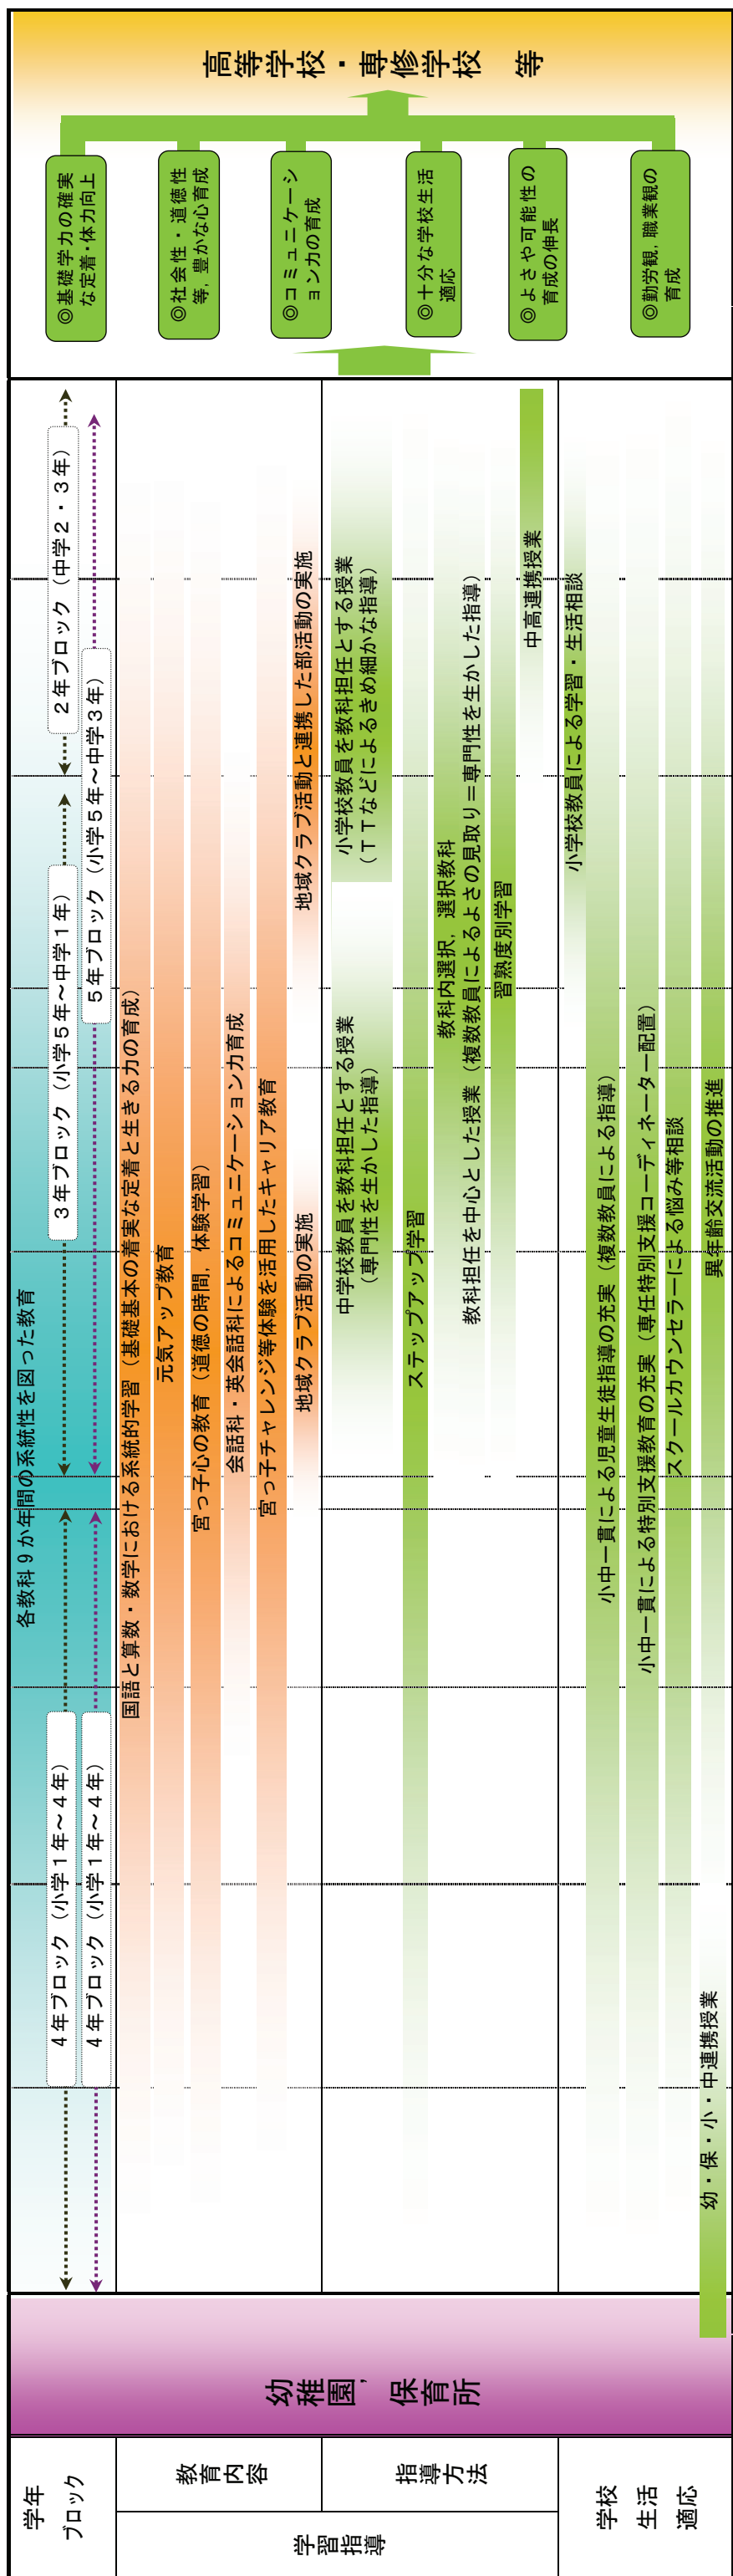 学年
ブロック
学習指導
教育内容
指導方法
学校
生活
適応
幼稚園，保育所
各教科９か年間の系統性を図った教育
４年ブロック（小学１年～４年）
３年ブロック（小学５年～中学１年）
２年ブロック（中学２・３年）
４年ブロック（小学１年～４年）
５年ブロック（小学５年～中学３年）
国語と算数・数学における系統的学習（基礎基本の着実な定着と生きる力の育成）
元気アップ教育
宮っ子心の教育（道徳の時間，体験学習）
会話科・英会話科によるコミュニケーション力育成
宮っ子チャレンジ等体験を活用したキャリア教育
地域クラブ活動の実施
地域クラブ活動と連携した部活動の実施
中学校教員を教科担任とする授業
（専門性を生かした指導）
小学校教員を教科担任とする授業
（ＴＴなどによるきめ細かな指導）
ステップアップ学習
教科内選択，選択教科
教科担任を中心とした授業（複数教員によるよさの見取り＝専門性を生かした指導）
習熟度別学習
中高連携授業
小学校教員による学習・生活相談
小中一貫による児童生徒指導の充実（複数教員による指導）
小中一貫による特別支援教育の充実（専任特別支援コーディネーター配置）
スクールカウンセラーによる悩み等相談
異年齢交流活動の推進
幼・保・小・中連携授業
◎基礎学力の確実
な定着・体力向上
◎社会性・道徳性
等，豊かな心育成
◎コミュニケーシ
ョン力の育成
◎十分な学校生活
適応
◎よさや可能性の
育成の伸長
◎勤労観，職業観の
育成
高等学校・専修学校　等